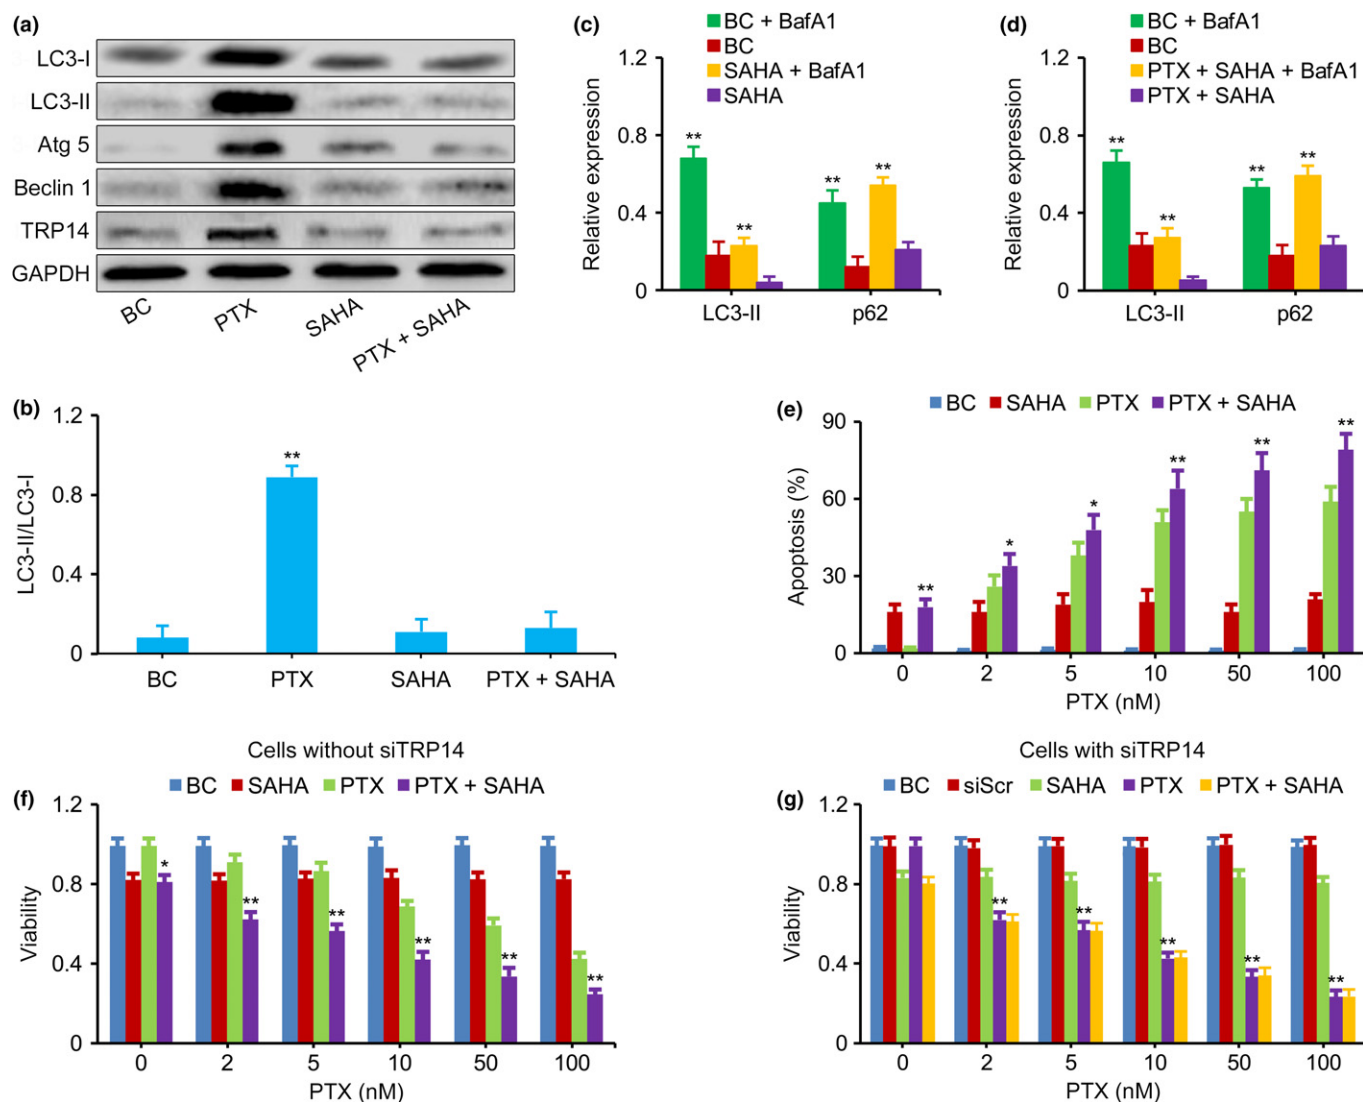 (a)
LC3-I
LC3-II
Atg 5
Beclin 1
TRP14
GAPDH
BC PTX SAHA PTX + SAHA
(c)
BC + BafA1
BC
SAHA + BafA1
SAHA
Relative expression
1.2
0.8
0.4
0
** ** ** **
LC3-II p62
(d)
BC + BafA1
BC
PTX + SAHA + BafA1
PTX + SAHA
Relative expression
1.2
0.8
0.4
0
** ** ** **
LC3-II p62
(b)
LC3-II/LC3-I
1.2
0.8
0.4
0
**
BC PTX SAHA PTX + SAHA
(e)
BC SAHA PTX PTX + SAHA
Apoptosis (%)
90
60
30
0
** * * ** ** **
0 2 5 10 50 100
PTX (nM)
Cells without siTRP14
(f)
BC SAHA PTX PTX + SAHA
Viability
1.2
0.8
0.4
0
* ** ** ** ** **
0 2 5 10 50 100
PTX (nM)
Cells with siTRP14
(g)
BC siScr SAHA PTX PTX + SAHA
Viability
1.2
0.8
0.4
0
** ** ** ** **
0 2 5 10 50 100
PTX (nM)